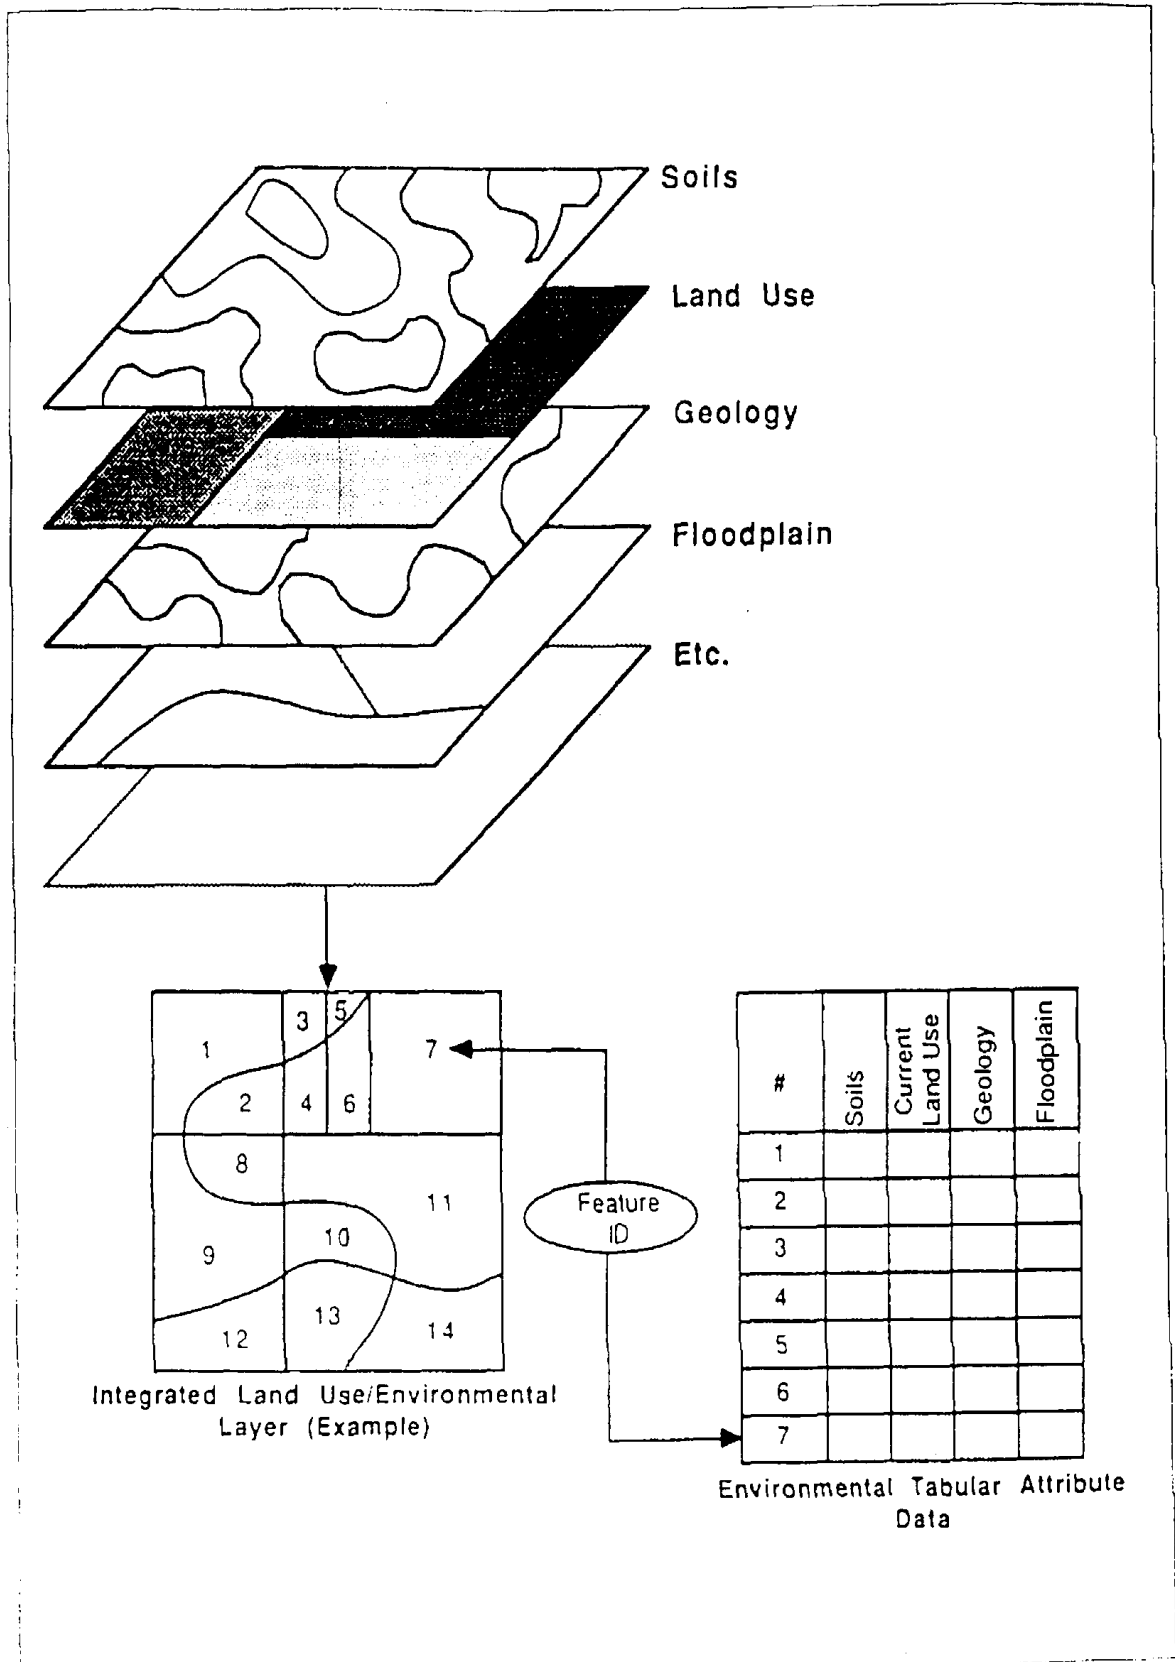 Soils
Land Use
Geology
Floodplain
Etc.
1
2
3
4
5
6
7
8
9
10
11
12
13
14
Integrated Land Use/Environmental
Layer (Example)
Feature
ID
#
Soils
Current
Land Use
Geology
Floodplain
1
2
3
4
5
6
7
Environmental Tabular Attribute
Data